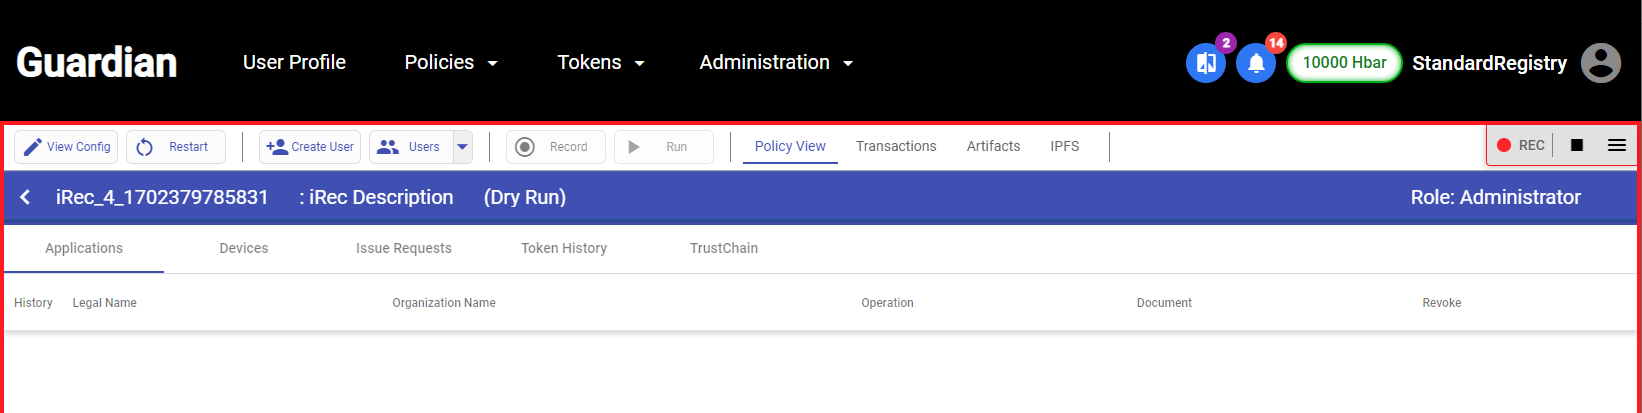 Guardian User Profile Policies Tokens Administration 2 14 10000 Hbar StandardRegistry
View Config Restart Create User Users Record Run Policy View Transactions Artifacts IPFS REC
iRec_4_1702379785831 : iRec Description (Dry Run) Role: Administrator
Applications Devices Issue Requests Token History TrustChain
History Legal Name Organization Name Operation Document Revoke